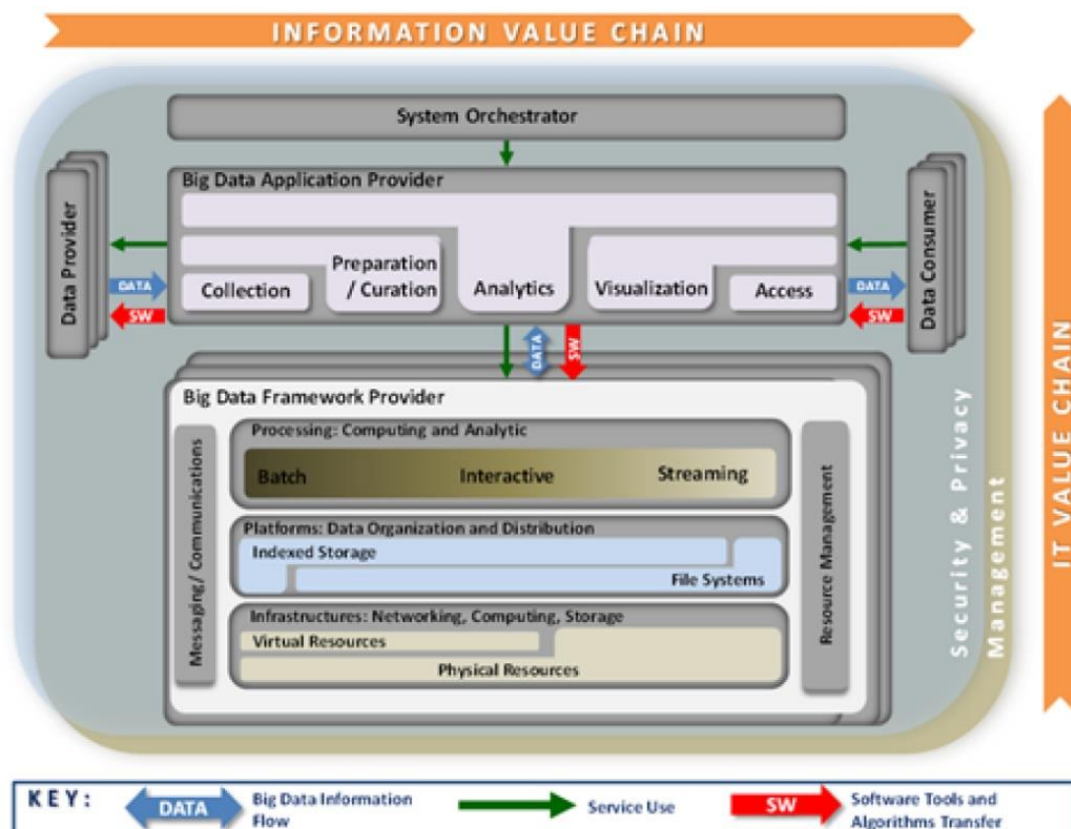 INFORMATION VALUE CHAIN
System Orchestrator
Big Data Application Provider
Data Provider
Data Consumer
DATA
SW
Collection
Preparation
/ Curation
Analytics
Visualization
Access
DATA
SW
DATA
SW
Big Data Framework Provider
Messaging/ Communications
Processing: Computing and Analytic
Batch
Interactive
Streaming
Platforms: Data Organization and Distribution
Indexed Storage
File Systems
Infrastructures: Networking, Computing, Storage
Virtual Resources
Physical Resources
Resource Management
Security & Privacy
Management
IT VALUE CHAIN
KEY:
DATA
Big Data Information
Flow
Service Use
SW
Software Tools and
Algorithms Transfer